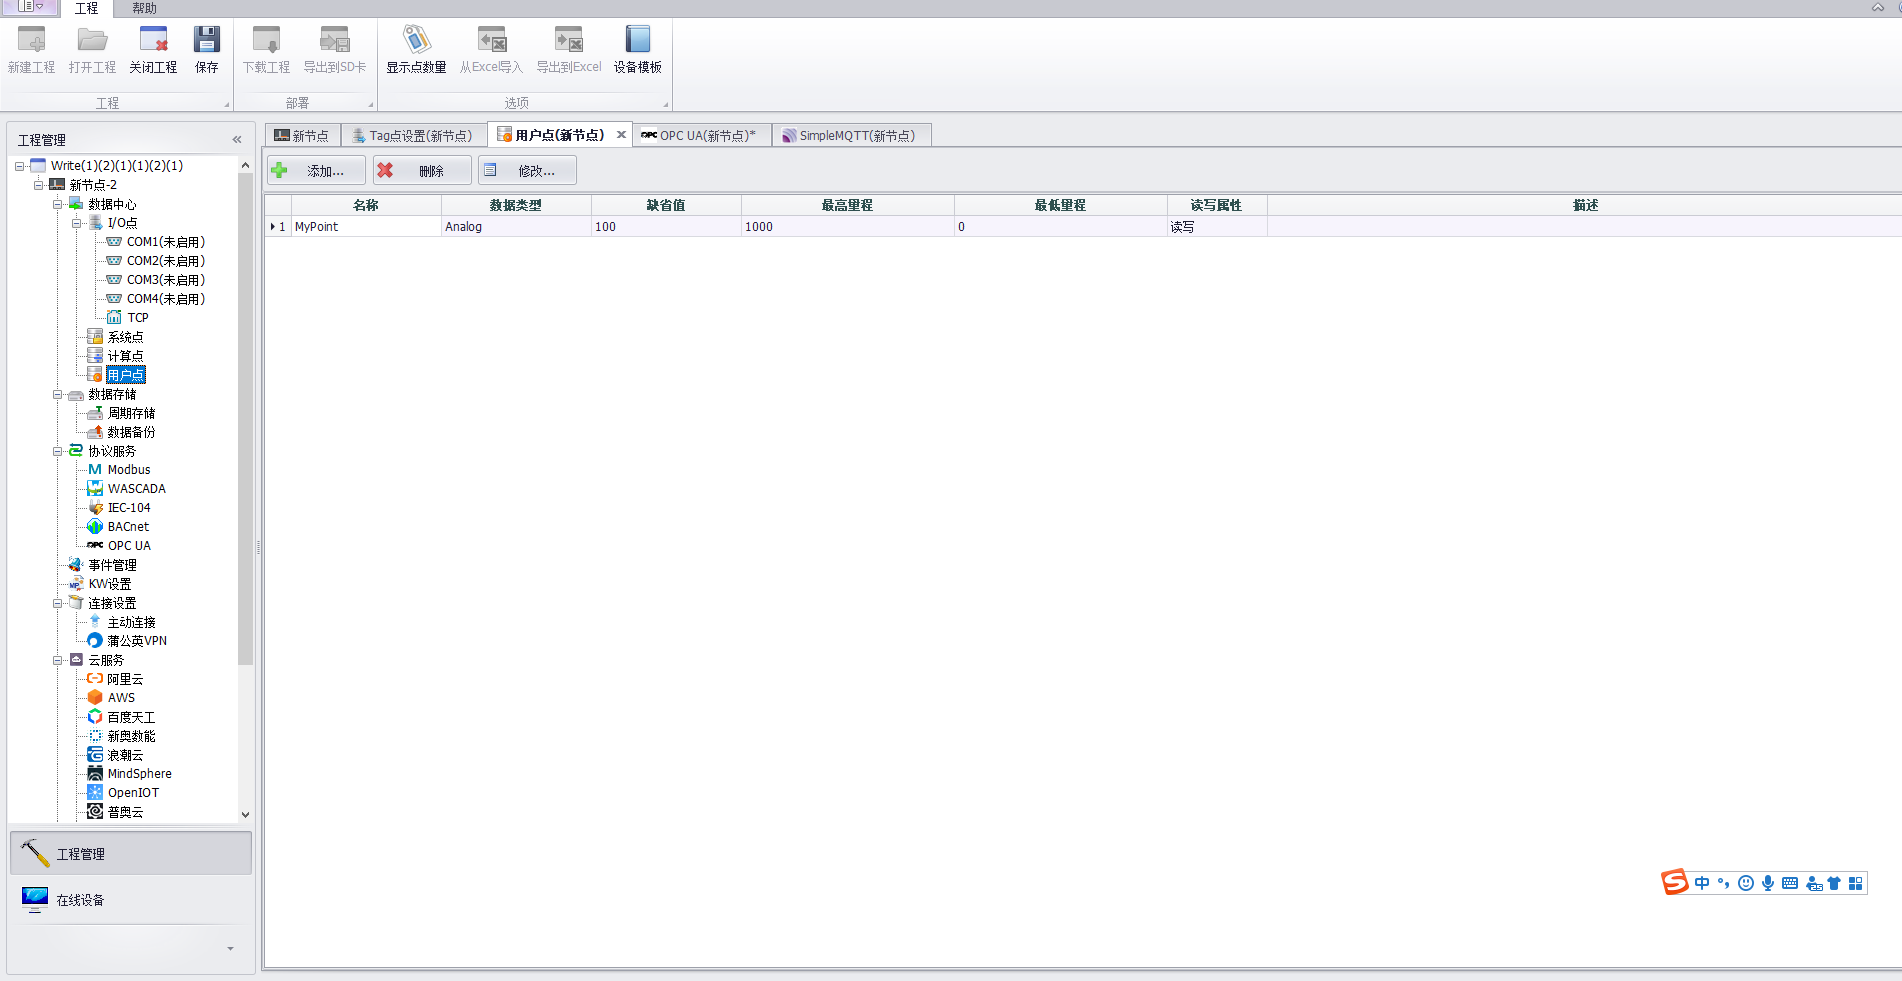 工程 帮助
新建工程 打开工程 关闭工程 保存 下载工程 导出到SD卡 显示点数量 从Excel导入 导出到Excel 设备模板
工程 部署 选项
工程管理
Write(1)(2)(1)(1)(2)(1)
新节点-2
数据中心
I/O点
COM1(未启用)
COM2(未启用)
COM3(未启用)
COM4(未启用)
TCP
系统点
计算点
用户点
数据存储
周期存储
数据备份
协议服务
Modbus
WASCADA
IEC-104
BACnet
OPC UA
事件管理
KW设置
连接设置
主动连接
蒲公英VPN
云服务
阿里云
AWS
百度天工
新奥数能
浪潮云
MindSphere
OpenIOT
普奥云
工程管理
在线设备
新节点 Tag点设置(新节点) 用户点(新节点) OPC UA(新节点)* SimpleMQTT(新节点)
添加... 删除 修改...
名称 数据类型 缺省值 最高里程 最低里程 读写属性 描述
1 MyPoint Analog 100 1000 0 读写
中